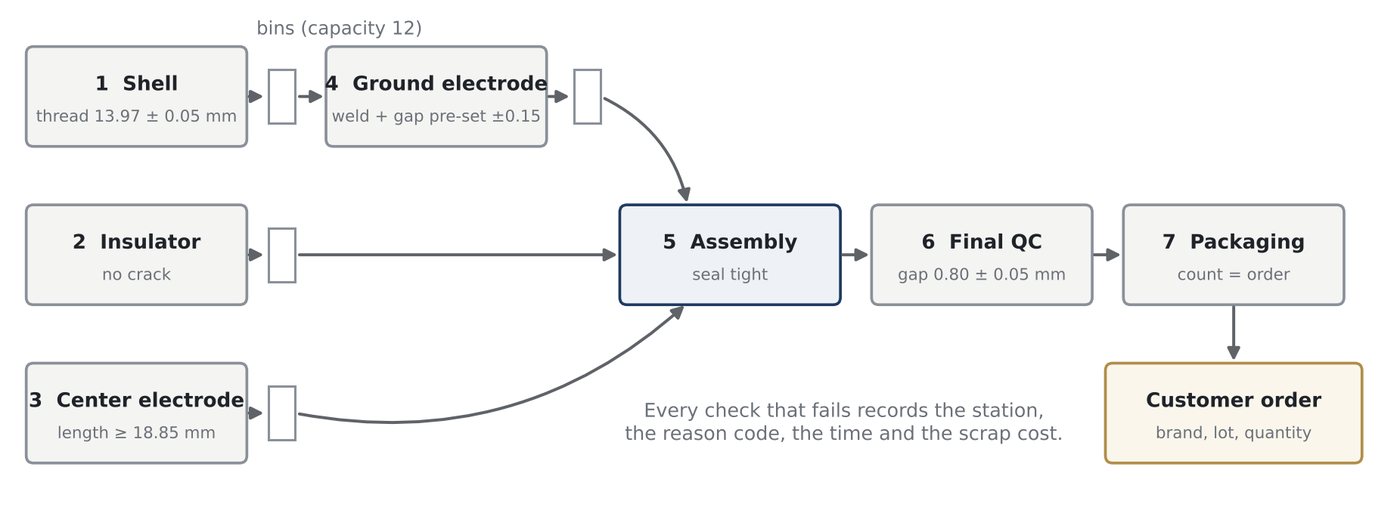 bins (capacity 12)
1  Shell
thread 13.97 ± 0.05 mm
4  Ground electrode
weld + gap pre-set ±0.15
2  Insulator
no crack
5  Assembly
seal tight
6  Final QC
gap 0.80 ± 0.05 mm
7  Packaging
count = order
3  Center electrode
length ≥ 18.85 mm
Every check that fails records the station,
the reason code, the time and the scrap cost.
Customer order
brand, lot, quantity